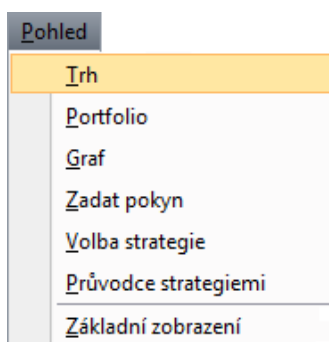 Pohled
Trh
Portfolio
Graf
Zadat pokyn
Volba strategie
Průvodce strategiemi
Základní zobrazení